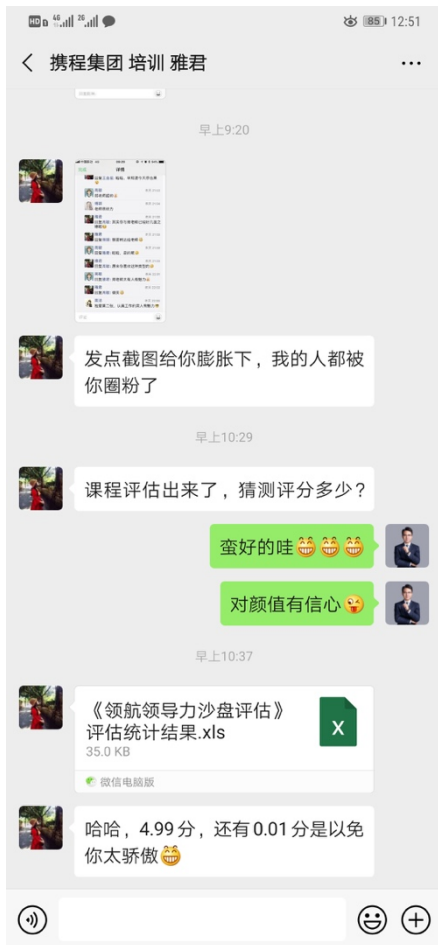 HD 46 26 85 12:51
携程集团 培训 雅君
早上9:20
详情
发点截图给你膨胀下，我的人都被
你圈粉了
早上10:29
课程评估出来了，猜测评分多少？
蛮好的哇
对颜值有信心
早上10:37
《领航领导力沙盘评估》
评估统计结果.xls
X
35.0 KB
微信电脑版
哈哈，4.99分，还有0.01分是以免
你太骄傲